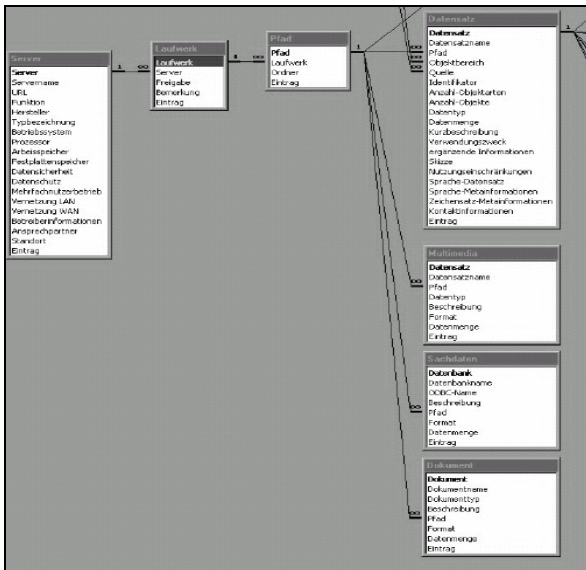 Server
Server
Servername
URL
Funktion
Hersteller
Typbezeichnung
Betriebssystem
Prozessor
Arbeitsspeicher
Festplattenspeicher
Datensicherheit
Datenschutz
Mehrfachnutzerbetrieb
Vernetzung LAN
Vernetzung WAN
Betreiberinformationen
Ansprechpartner
Standort
Eintrag
1
∞
Laufwerk
Laufwerk
Server
Freigabe
Bemerkung
Eintrag
∞
Pfad
Pfad
Laufwerk
Ordner
Eintrag
1
Datensatz
Datensatz
Datensatzname
Pfad
Objektbereich
Quelle
Identifikator
Anzahl-Objektarten
Anzahl-Objekte
Datentyp
Datenmenge
Kurzbeschreibung
Verwendungszweck
ergänzende Informationen
Skizze
Nutzungseinschränkungen
Sprache-Datensatz
Sprache-Metainformationen
Zeichensatz-Metainformationen
Kontaktinformationen
Eintrag
∞
∞
∞
1
Multimedia
Datensatz
Datensatzname
Pfad
Datentyp
Beschreibung
Format
Datenmenge
Eintrag
∞
Sachdaten
Datenbank
Datenbankname
ODBC-Name
Beschreibung
Pfad
Format
Datenmenge
Eintrag
∞
Dokument
Dokument
Dokumentname
Dokumenttyp
Beschreibung
Pfad
Format
Datenmenge
Eintrag
∞